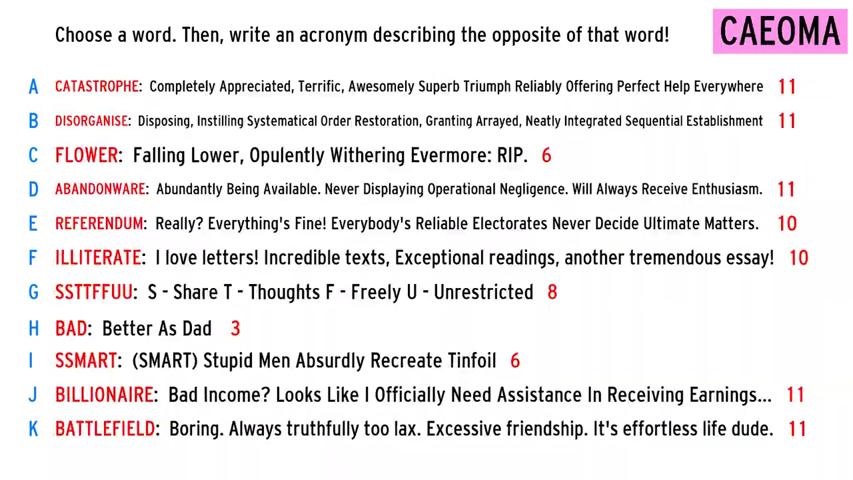 Choose a word. Then, write an acronym describing the opposite of that word!
CAEOMA
A CATASTROPHE: Completely Appreciated, Terrific, Awesomely Superb Triumph Reliably Offering Perfect Help Everywhere 11
B DISORGANISE: Disposing, Instilling Systematical Order Restoration, Granting Arrayed, Neatly Integrated Sequential Establishment 11
C FLOWER: Falling Lower, Opulently Withering Evermore: RIP. 6
D ABANDONWARE: Abundantly Being Available. Never Displaying Operational Negligence. Will Always Receive Enthusiasm. 11
E REFERENDUM: Really? Everything's Fine! Everybody's Reliable Electorates Never Decide Ultimate Matters. 10
F ILLITERATE: I love letters! Incredible texts, Exceptional readings, another tremendous essay! 10
G SSTTFFUU: S - Share T - Thoughts F - Freely U - Unrestricted 8
H BAD: Better As Dad 3
I SSMART: (SMART) Stupid Men Absurdly Recreate Tinfoil 6
J BILLIONAIRE: Bad Income? Looks Like I Officially Need Assistance In Receiving Earnings... 11
K BATTLEFIELD: Boring. Always truthfully too lax. Excessive friendship. It's effortless life dude. 11